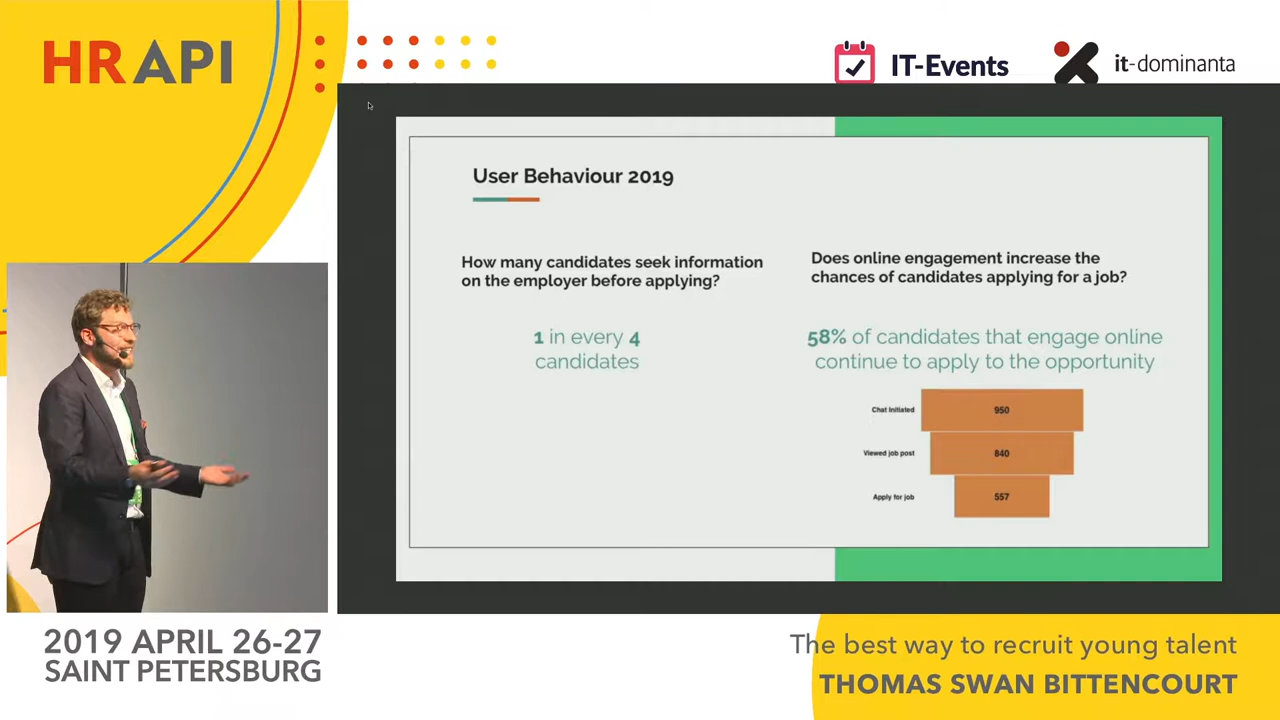 HR API
IT-Events
it-dominanta
User Behaviour 2019
How many candidates seek information
on the employer before applying?
1 in every 4
candidates
Does online engagement increase the
chances of candidates applying for a job?
58% of candidates that engage online
continue to apply to the opportunity
Chat Initiated
950
Viewed job post
840
Apply for job
557
2019 APRIL 26-27
SAINT PETERSBURG
The best way to recruit young talent
THOMAS SWAN BITTENCOURT